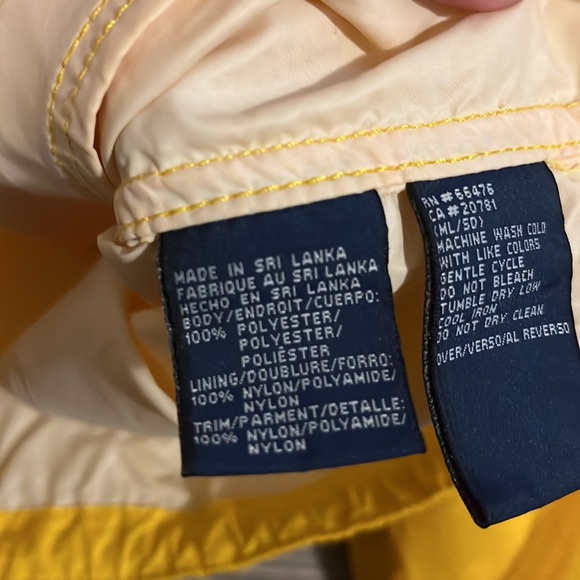 MADE IN SRI LANKA
FABRIQUE AU SRI LANKA
HECHO EN SRI LANKA
BODY/ENDROIT/CUERPO:
100% POLYESTER/
POLYESTER/
POLIÉSTER
LINING/DOUBLURE/FORRO:
100% NYLON/POLYAMIDE/
NYLON
TRIM/PARMENT/DETALLE:
100% NYLON/POLYAMIDE/
NYLON
RN#66476
CA#20781
(ML/SD)
MACHINE WASH COLD
WITH LIKE COLORS
GENTLE CYCLE
DO NOT BLEACH
TUMBLE DRY LOW
COOL IRON
DO NOT DRY CLEAN
OVER/VERSO/AL REVERSO